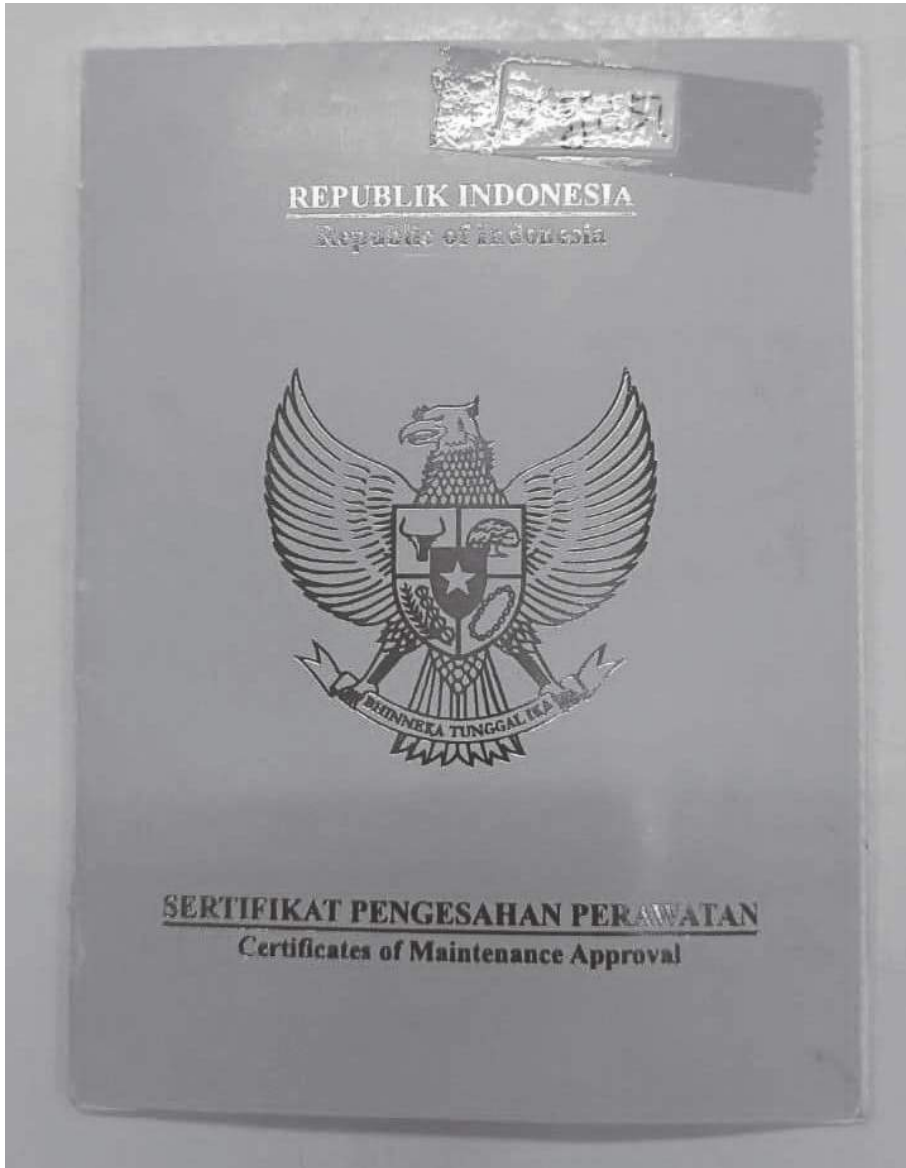 REPUBLIK INDONESIA
Republic of Indonesia
BHINNEKA TUNGGAL IKA
SERTIFIKAT PENGESAHAN PERAWATAN
Certificates of Maintenance Approval